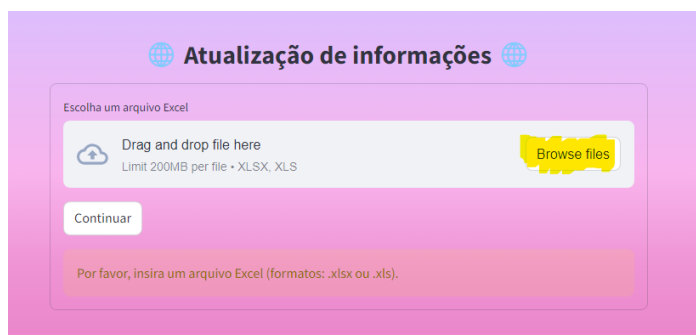 🌐 Atualização de informações 🌐
Escolha um arquivo Excel
Drag and drop file here
Limit 200MB per file • XLSX, XLS
Browse files
Continuar
Por favor, insira um arquivo Excel (formatos: .xlsx ou .xls).